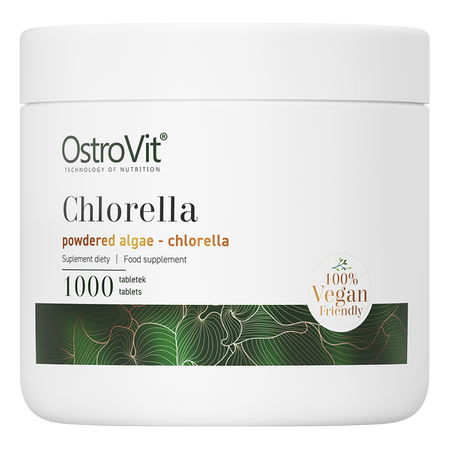 OstroVit®
TECHNOLOGY OF NUTRITION
Chlorella
powdered algae - chlorella
Suplement diety | Food supplement
1000 tabletek
tablets
100%
Vegan
Friendly